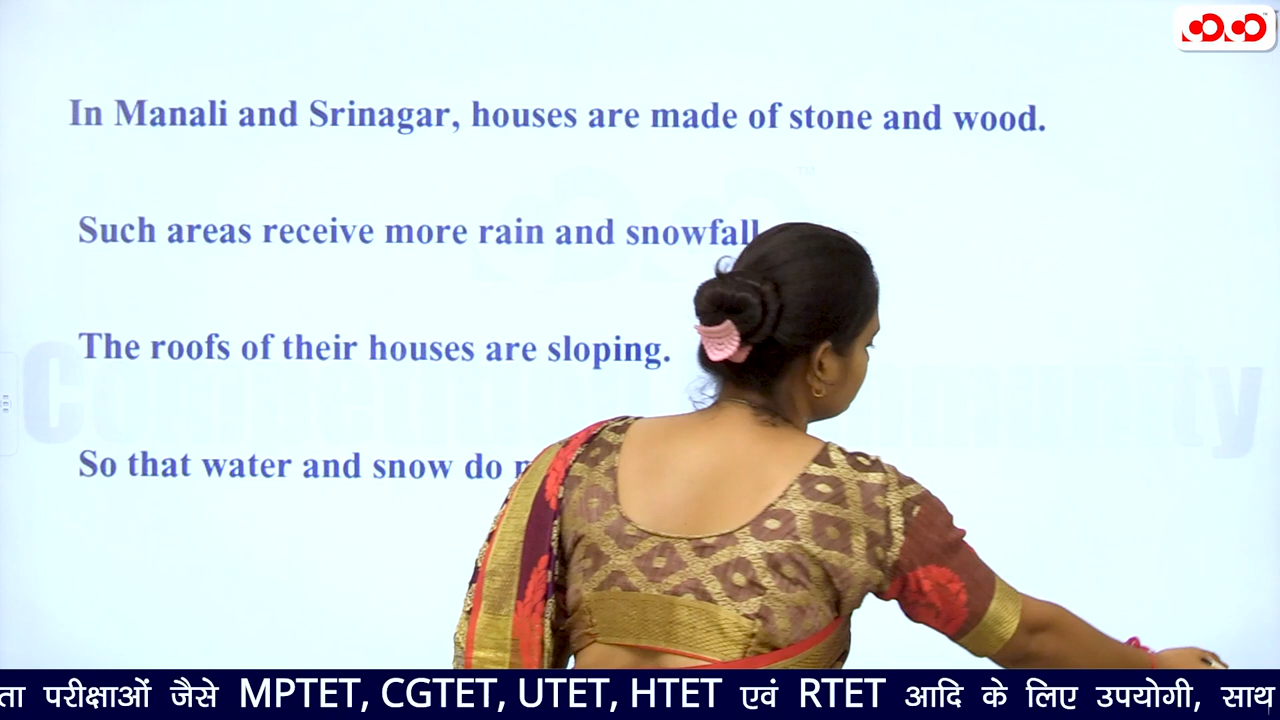 In Manali and Srinagar, houses are made of stone and wood.
Such areas receive more rain and snowfall
The roofs of their houses are sloping.
So that water and snow do
ता परीक्षाओं जैसे MPTET, CGTET, UTET, HTET एवं RTET आदि के लिए उपयोगी, साथ